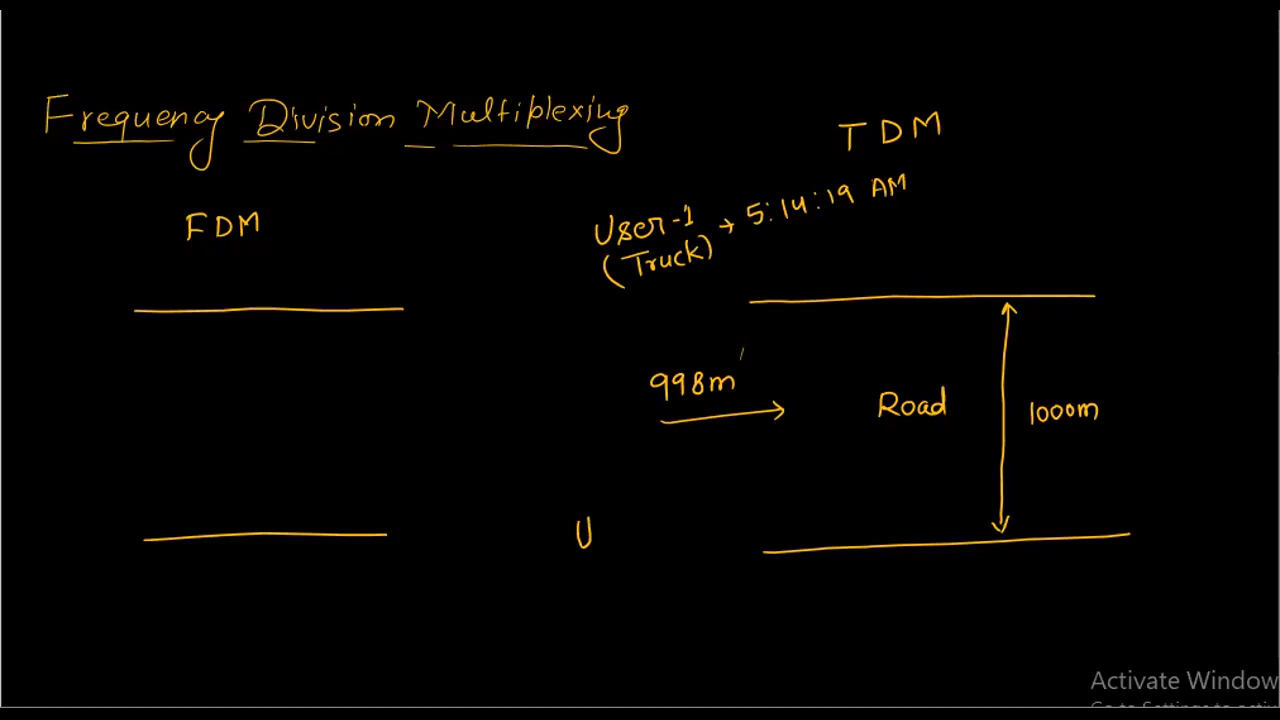 Frequency Division Multiplexing
TDM
FDM
User-1 → 5:14:19 AM
(Truck)
998m
Road
1000m
U
Activate Window